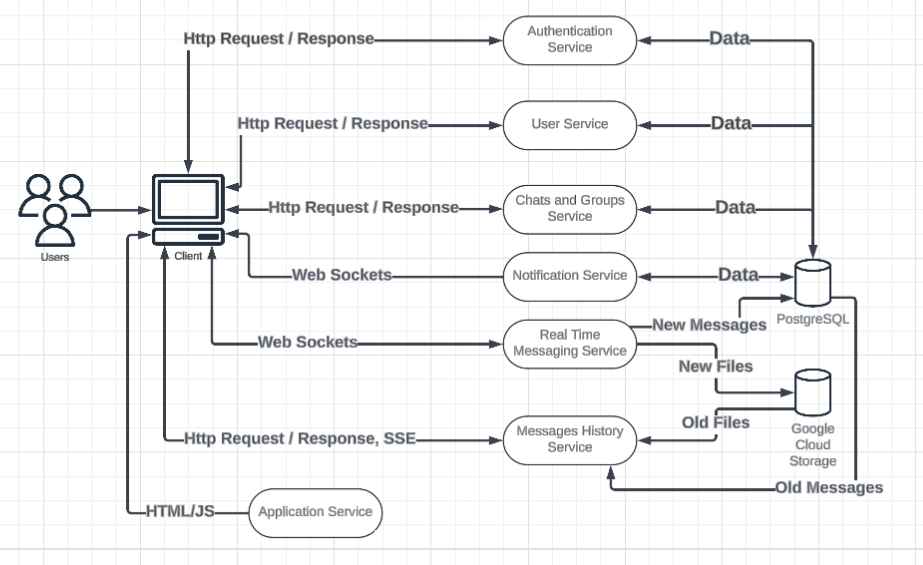 Http Request / Response
Authentication
Service
Data
Http Request / Response
User Service
Data
Http Request / Response
Chats and Groups
Service
Data
Users
Client
Web Sockets
Notification Service
Data
PostgreSQL
Web Sockets
Real Time
Messaging Service
New Messages
New Files
Old Files
Google
Cloud
Storage
Http Request / Response, SSE
Messages History
Service
Old Messages
HTML/JS
Application Service